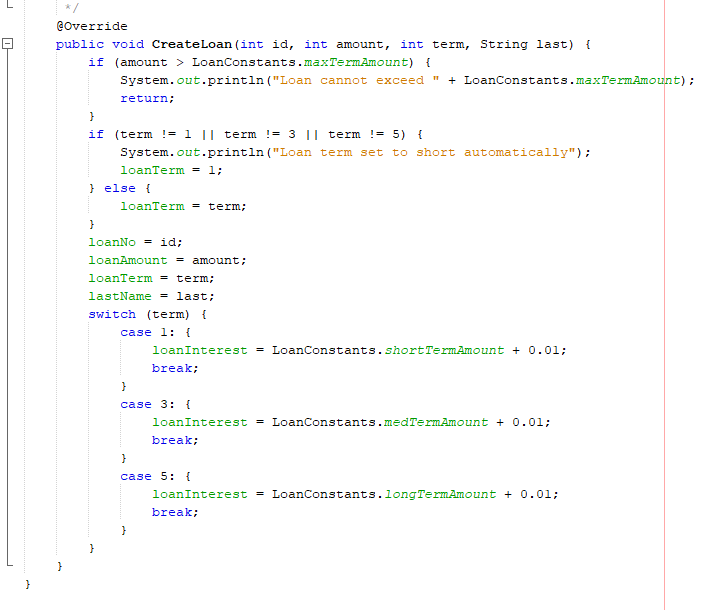 */
@Override
public void CreateLoan(int id, int amount, int term, String last) {
if (amount > LoanConstants.maxTermAmount) {
System.out.println("Loan cannot exceed " + LoanConstants.maxTermAmount);
return;
}
if (term != 1 || term != 3 || term != 5) {
System.out.println("Loan term set to short automatically");
loanTerm = 1;
} else {
loanTerm = term;
}
loanNo = id;
loanAmount = amount;
loanTerm = term;
lastName = last;
switch (term) {
case 1: {
loanInterest = LoanConstants.shortTermAmount + 0.01;
break;
}
case 3: {
loanInterest = LoanConstants.medTermAmount + 0.01;
break;
}
case 5: {
loanInterest = LoanConstants.longTermAmount + 0.01;
break;
}
}
}
}